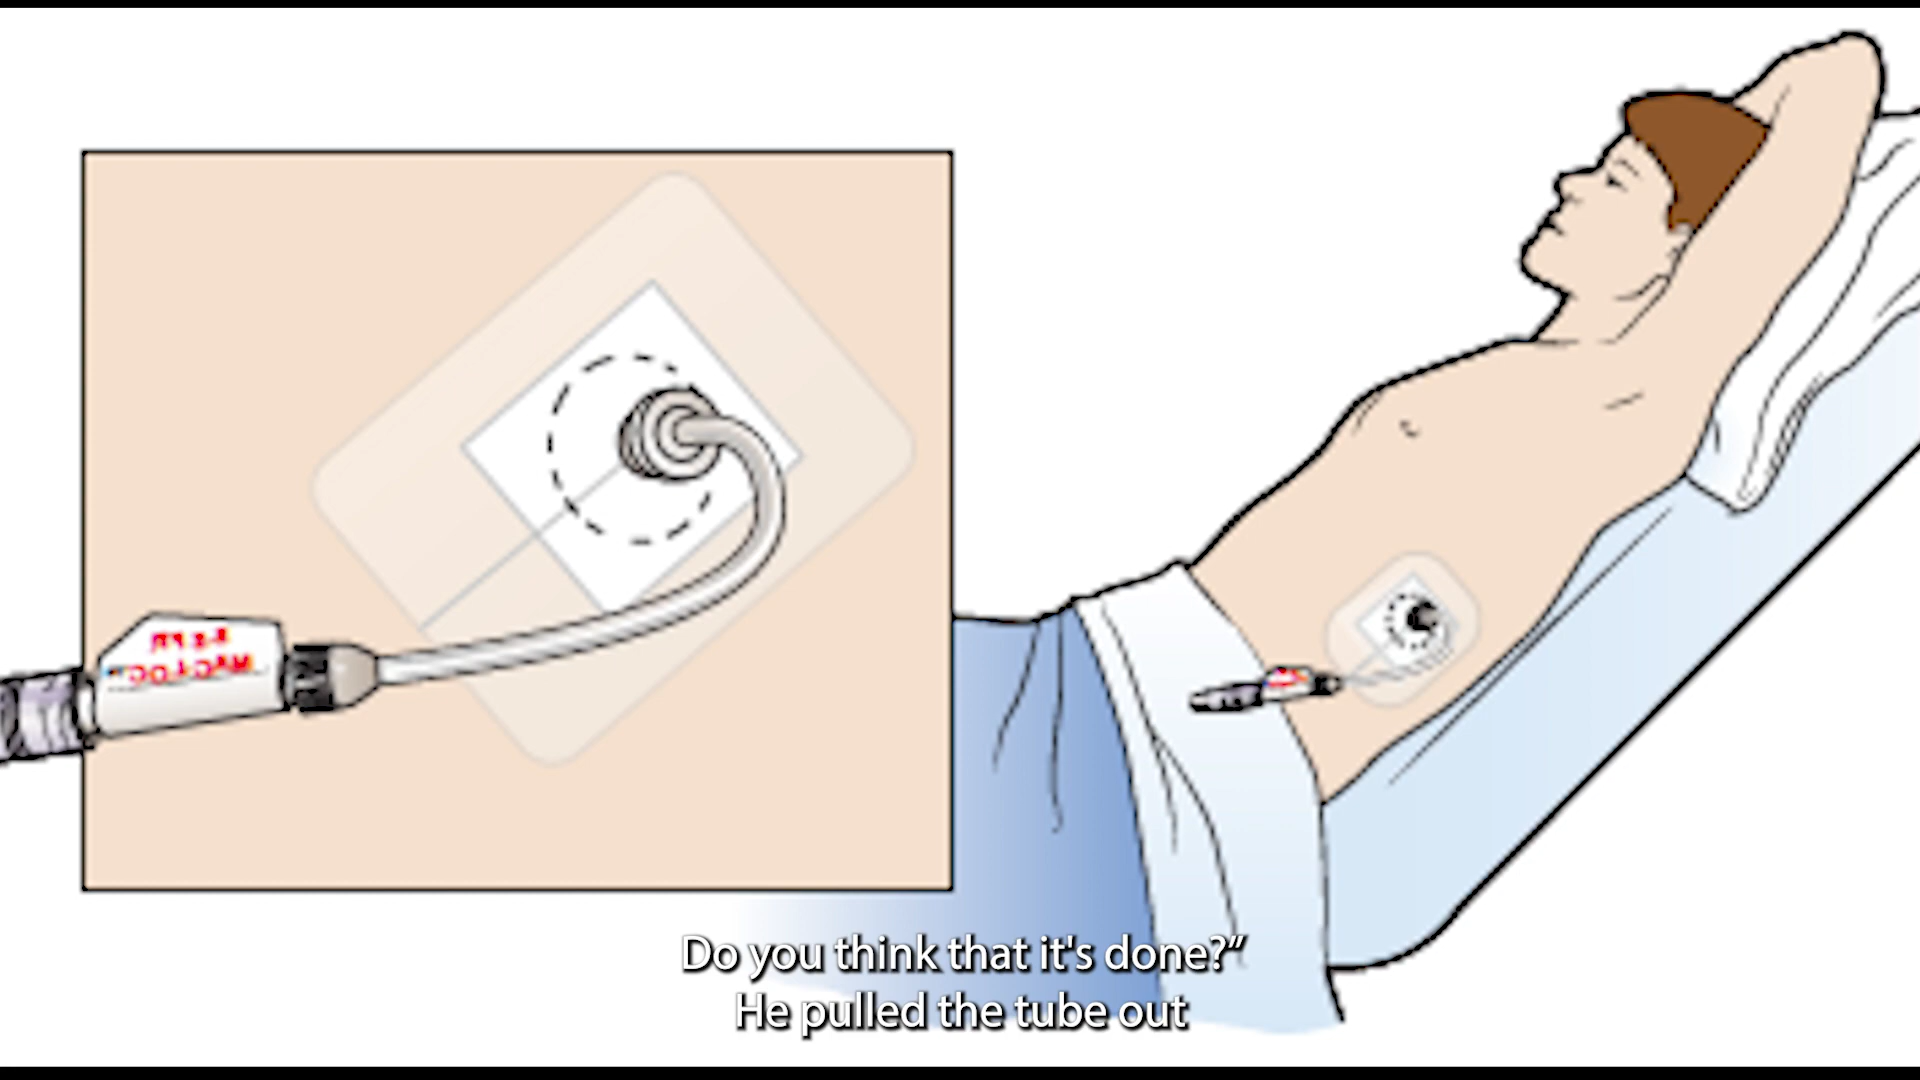 Do you think that it's done?”
He pulled the tube out